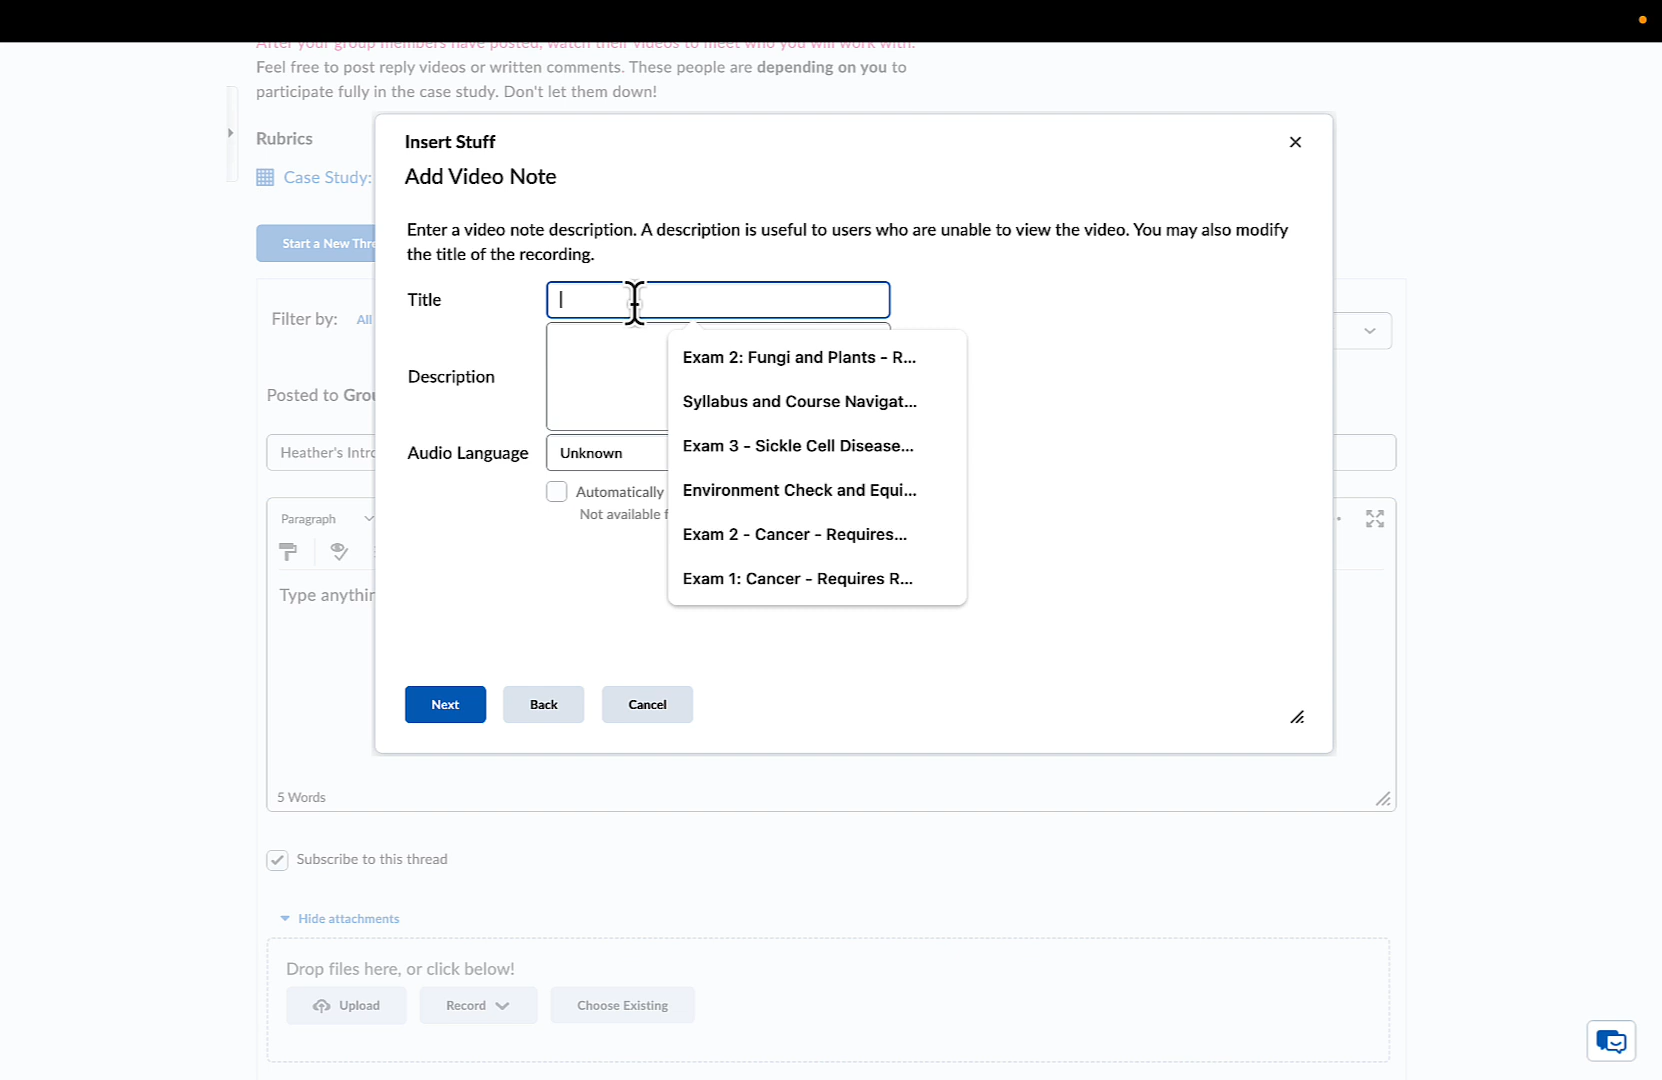 After your group members have posted, watch their videos to meet who you will work with.
Feel free to post reply videos or written comments. These people are depending on you to
participate fully in the case study. Don't let them down!
Rubrics
Case Study:
Start a New Thre
Filter by: All
Posted to Grou
Heather's Intro
Paragraph
Type anythin
5 Words
Subscribe to this thread
Hide attachments
Drop files here, or click below!
Upload
Record
Choose Existing
Insert Stuff
Add Video Note
Enter a video note description. A description is useful to users who are unable to view the video. You may also modify
the title of the recording.
Title
Description
Audio Language
Unknown
Automatically
Not available f
Exam 2: Fungi and Plants - R...
Syllabus and Course Navigat...
Exam 3 - Sickle Cell Disease...
Environment Check and Equi...
Exam 2 - Cancer - Requires...
Exam 1: Cancer - Requires R...
Next
Back
Cancel